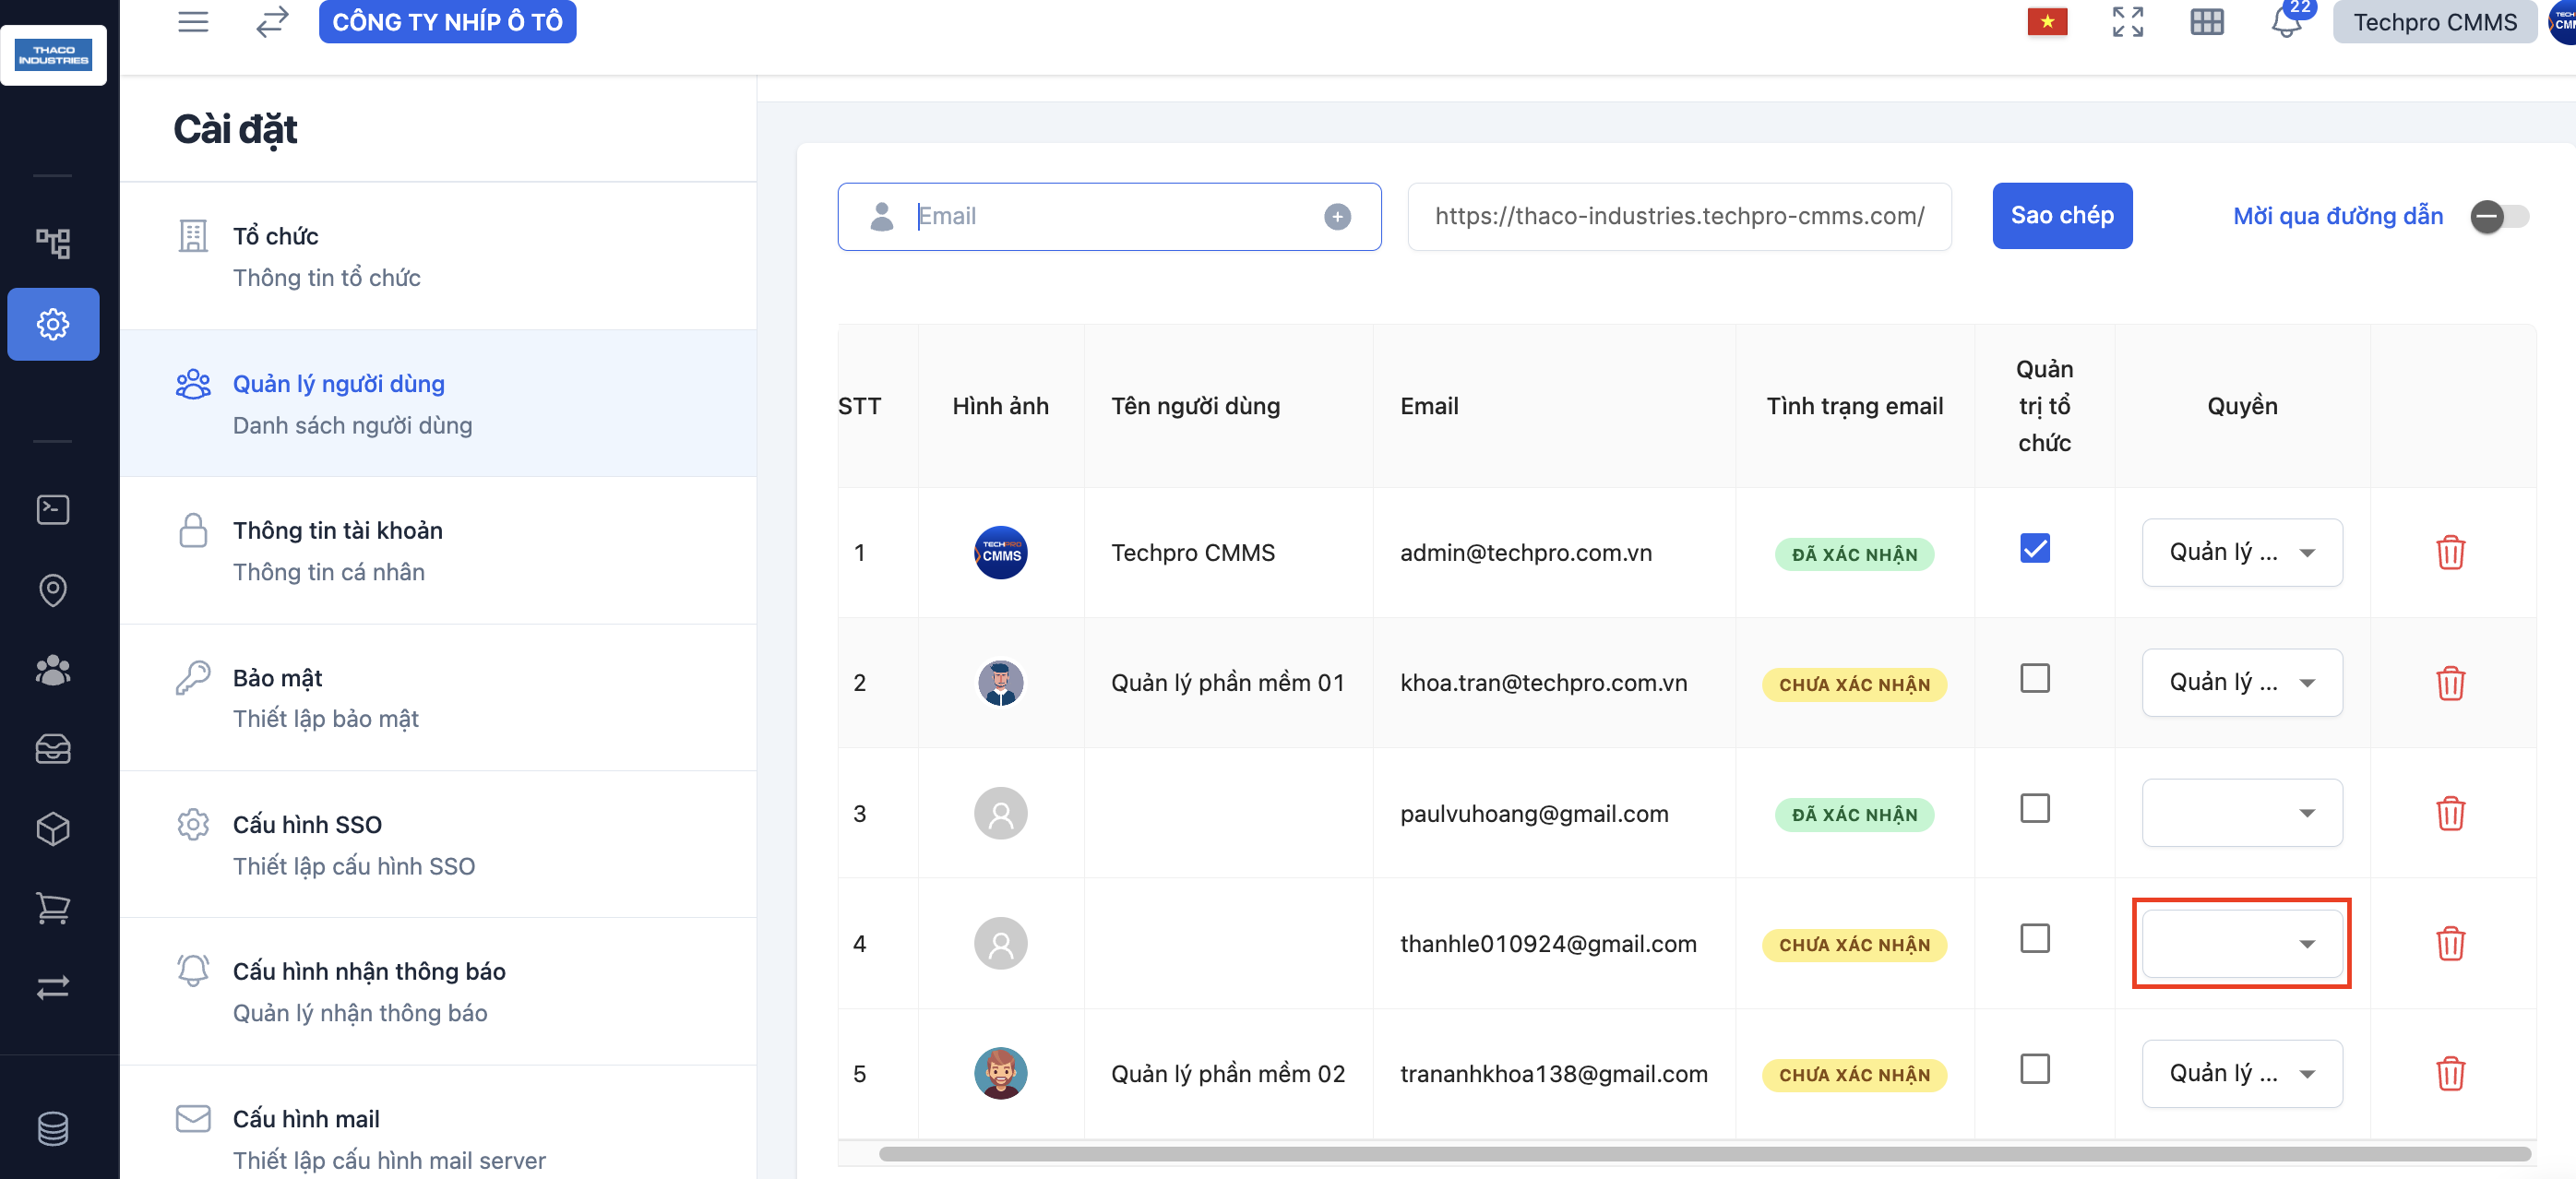 THACO
INDUSTRIES
CÔNG TY NHÍP Ô TÔ
22
Techpro CMMS
Cài đặt
Tổ chức
Thông tin tổ chức
Quản lý người dùng
Danh sách người dùng
Thông tin tài khoản
Thông tin cá nhân
Bảo mật
Thiết lập bảo mật
Cấu hình SSO
Thiết lập cấu hình SSO
Cấu hình nhận thông báo
Quản lý nhận thông báo
Cấu hình mail
Thiết lập cấu hình mail server
Email
https://thaco-industries.techpro-cmms.com/
Sao chép
Mời qua đường dẫn
STT Hình ảnh Tên người dùng Email Tình trạng email Quản trị tổ chức Quyền
1 TECHPRO CMMS Techpro CMMS admin@techpro.com.vn ĐÃ XÁC NHẬN Quản lý ...
2 Quản lý phần mềm 01 khoa.tran@techpro.com.vn CHƯA XÁC NHẬN Quản lý ...
3 paulvuhoang@gmail.com ĐÃ XÁC NHẬN
4 thanhle010924@gmail.com CHƯA XÁC NHẬN
5 Quản lý phần mềm 02 trananhkhoa138@gmail.com CHƯA XÁC NHẬN Quản lý ...